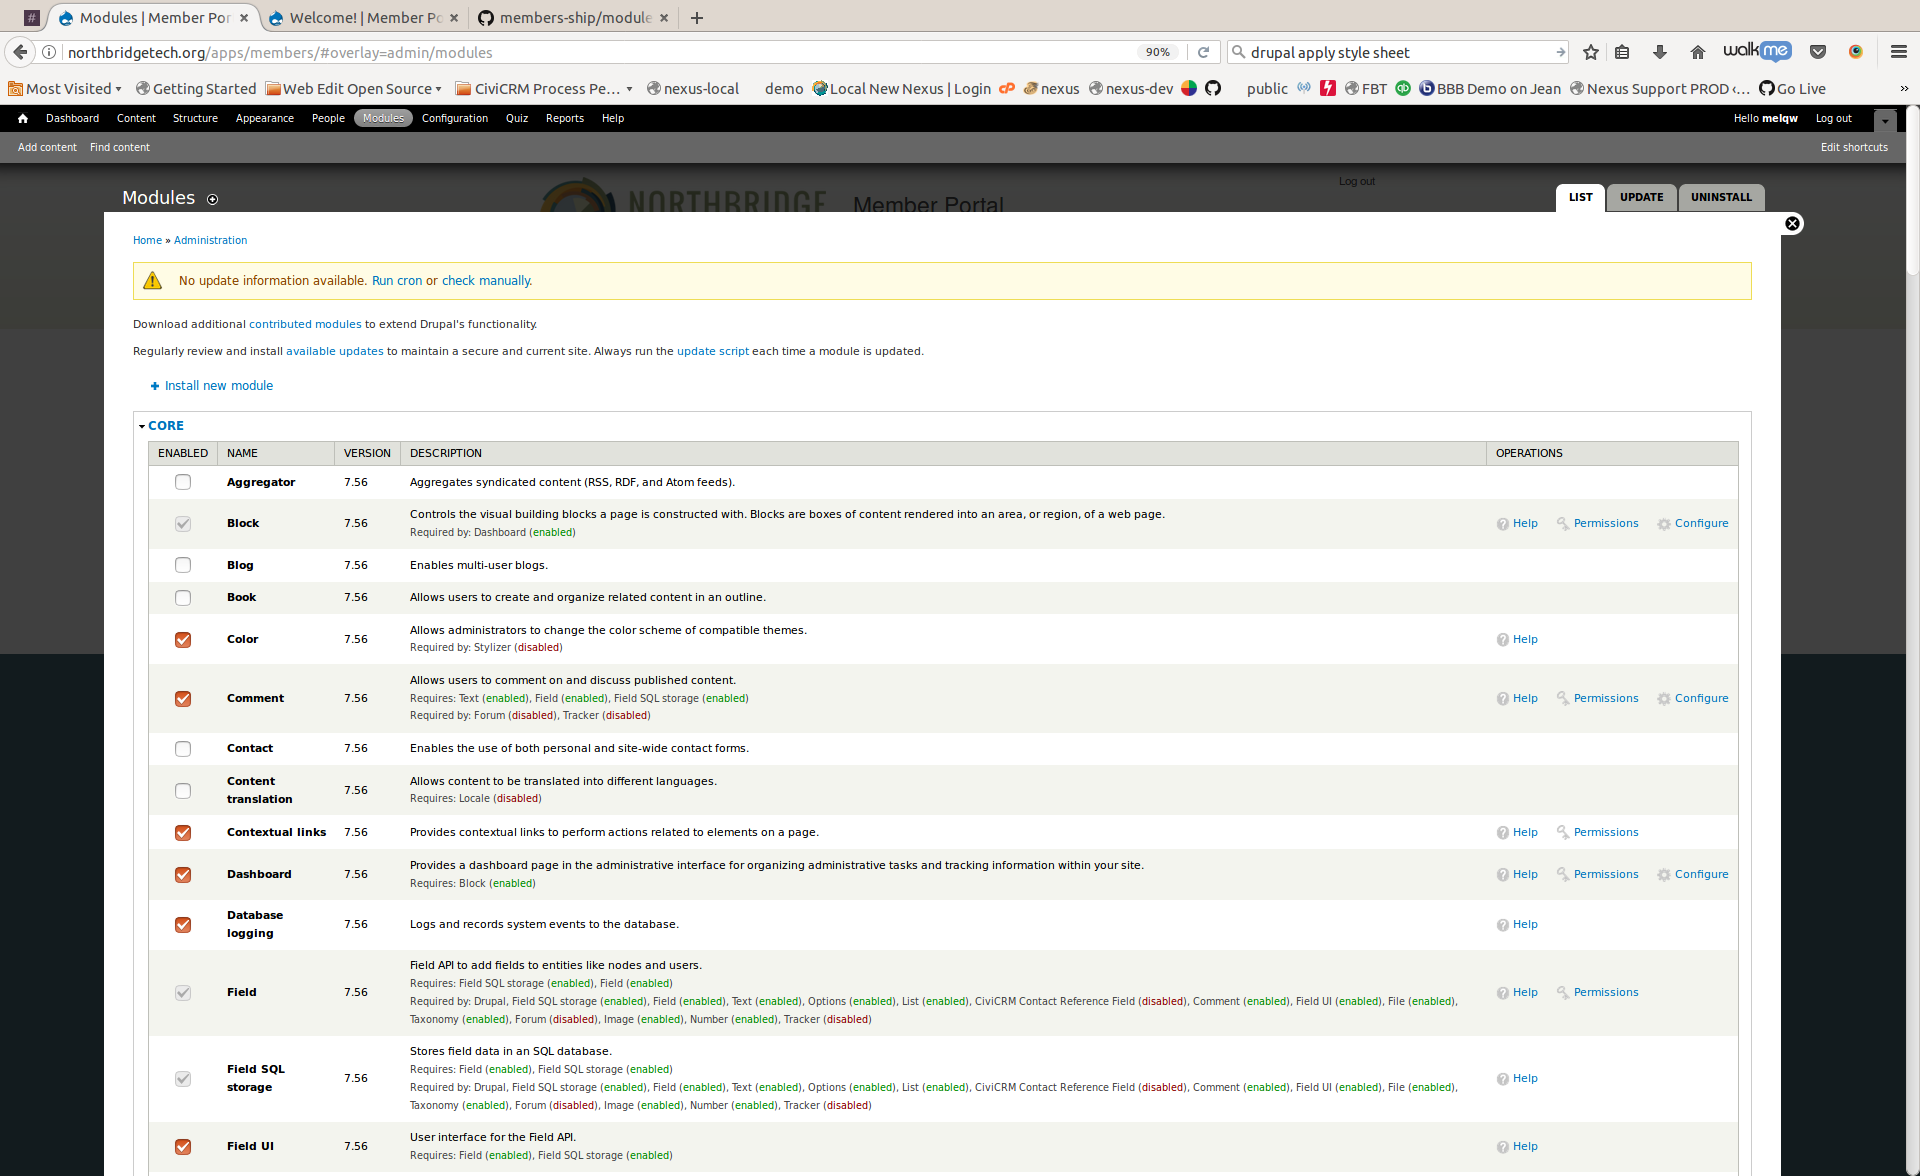 # Modules | Member Por × Welcome! | Member Po × members-ship/module × +
northbridgetech.org/apps/members/#overlay=admin/modules 90% drupal apply style sheet walkme
Most Visited Getting Started Web Edit Open Source CiviCRM Process Pe... nexus-local demo Local New Nexus | Login nexus nexus-dev public FBT BBB Demo on Jean Nexus Support PROD ‹... Go Live »
Dashboard Content Structure Appearance People Modules Configuration Quiz Reports Help Hello melqw Log out
Add content Find content Edit shortcuts
Log out
Modules NORTHBRIDGE Member Portal LIST UPDATE UNINSTALL
Home » Administration
No update information available. Run cron or check manually.
Download additional contributed modules to extend Drupal's functionality.
Regularly review and install available updates to maintain a secure and current site. Always run the update script each time a module is updated.
+ Install new module
CORE
ENABLED NAME VERSION DESCRIPTION OPERATIONS
Aggregator 7.56 Aggregates syndicated content (RSS, RDF, and Atom feeds).
Block 7.56 Controls the visual building blocks a page is constructed with. Blocks are boxes of content rendered into an area, or region, of a web page.
Required by: Dashboard (enabled)
Help Permissions Configure
Blog 7.56 Enables multi-user blogs.
Book 7.56 Allows users to create and organize related content in an outline.
Color 7.56 Allows administrators to change the color scheme of compatible themes.
Required by: Stylizer (disabled)
Help
Comment 7.56 Allows users to comment on and discuss published content.
Requires: Text (enabled), Field (enabled), Field SQL storage (enabled)
Required by: Forum (disabled), Tracker (disabled)
Help Permissions Configure
Contact 7.56 Enables the use of both personal and site-wide contact forms.
Content
translation 7.56 Allows content to be translated into different languages.
Requires: Locale (disabled)
Contextual links 7.56 Provides contextual links to perform actions related to elements on a page. Help Permissions
Dashboard 7.56 Provides a dashboard page in the administrative interface for organizing administrative tasks and tracking information within your site.
Requires: Block (enabled)
Help Permissions Configure
Database
logging 7.56 Logs and records system events to the database. Help
Field 7.56 Field API to add fields to entities like nodes and users.
Requires: Field SQL storage (enabled), Field (enabled)
Required by: Drupal, Field SQL storage (enabled), Field (enabled), Text (enabled), Options (enabled), List (enabled), CiviCRM Contact Reference Field (disabled), Comment (enabled), Field UI (enabled), File (enabled),
Taxonomy (enabled), Forum (disabled), Image (enabled), Number (enabled), Tracker (disabled)
Help Permissions
Field SQL
storage 7.56 Stores field data in an SQL database.
Requires: Field (enabled), Field SQL storage (enabled)
Required by: Drupal, Field SQL storage (enabled), Field (enabled), Text (enabled), Options (enabled), List (enabled), CiviCRM Contact Reference Field (disabled), Comment (enabled), Field UI (enabled), File (enabled),
Taxonomy (enabled), Forum (disabled), Image (enabled), Number (enabled), Tracker (disabled)
Help
Field UI 7.56 User interface for the Field API.
Requires: Field (enabled), Field SQL storage (enabled)
Help